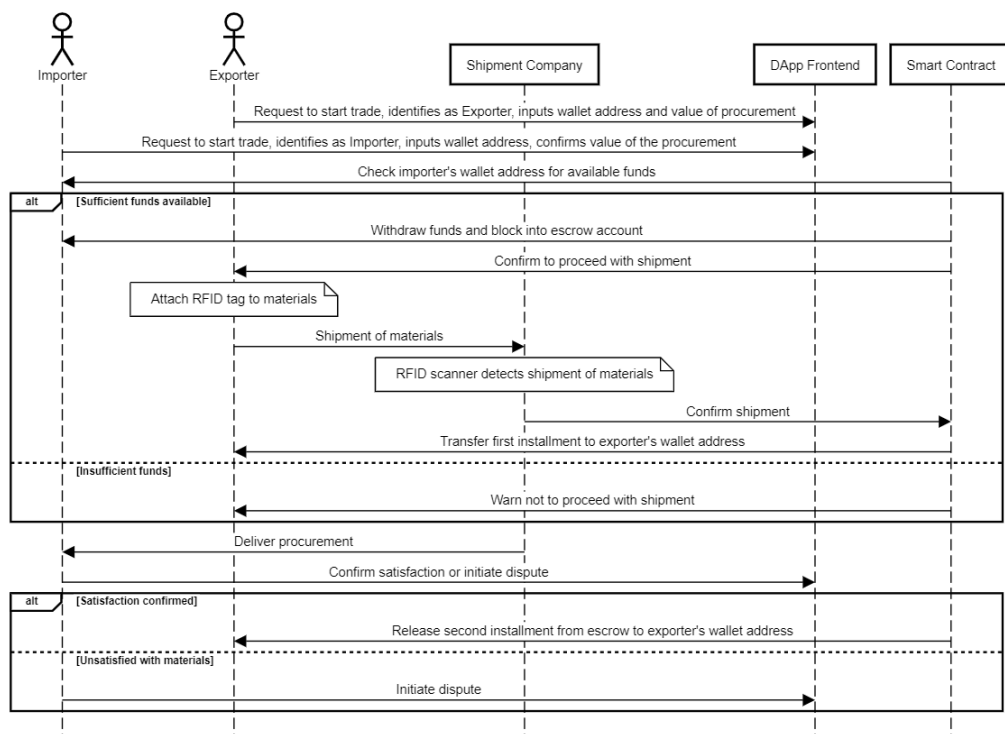 Importer
Exporter
Shipment Company
DApp Frontend
Smart Contract
Request to start trade, identifies as Exporter, inputs wallet address and value of procurement
Request to start trade, identifies as Importer, inputs wallet address, confirms value of the procurement
Check importer's wallet address for available funds
alt
[Sufficient funds available]
Withdraw funds and block into escrow account
Confirm to proceed with shipment
Attach RFID tag to materials
Shipment of materials
RFID scanner detects shipment of materials
Confirm shipment
Transfer first installment to exporter's wallet address
[Insufficient funds]
Warn not to proceed with shipment
Deliver procurement
Confirm satisfaction or initiate dispute
alt
[Satisfaction confirmed]
Release second installment from escrow to exporter's wallet address
[Unsatisfied with materials]
Initiate dispute